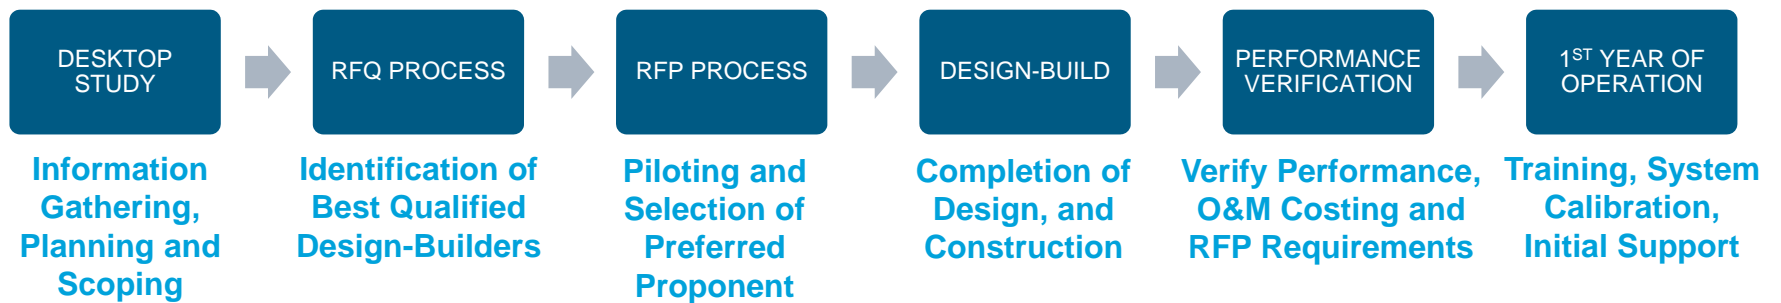 DESKTOP
STUDY
Information
Gathering,
Planning and
Scoping
RFQ PROCESS
Identification of
Best Qualified
Design-Builders
RFP PROCESS
Piloting and
Selection of
Preferred
Proponent
DESIGN-BUILD
Completion of
Design, and
Construction
PERFORMANCE
VERIFICATION
Verify Performance,
O&M Costing and
RFP Requirements
1ST YEAR OF
OPERATION
Training, System
Calibration,
Initial Support